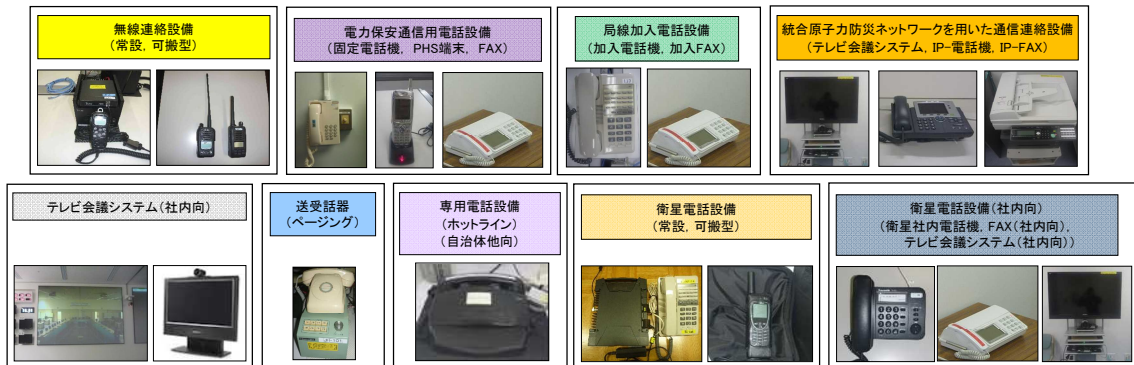 無線連絡設備
(常設，可搬型)
電力保安通信用電話設備
(固定電話機，PHS端末，FAX)
局線加入電話設備
(加入電話機，加入FAX)
統合原子力防災ネットワークを用いた通信連絡設備
(テレビ会議システム，IP-電話機，IP-FAX)
テレビ会議システム(社内向)
送受話器
(ページング)
専用電話設備
(ホットライン)
(自治体他向)
衛星電話設備
(常設，可搬型)
衛星電話設備(社内向)
(衛星社内電話機，FAX(社内向)，
テレビ会議システム(社内向))